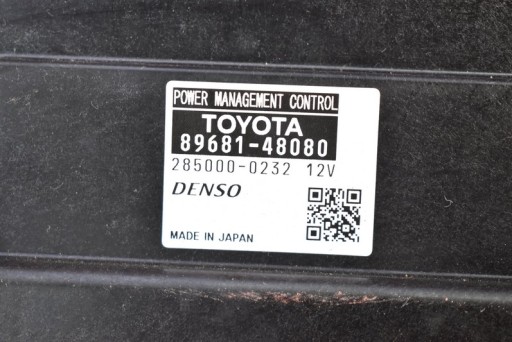 POWER MANAGEMENT CONTROL
TOYOTA
89681-48080
285000-0232 12V
DENSO
MADE IN JAPAN